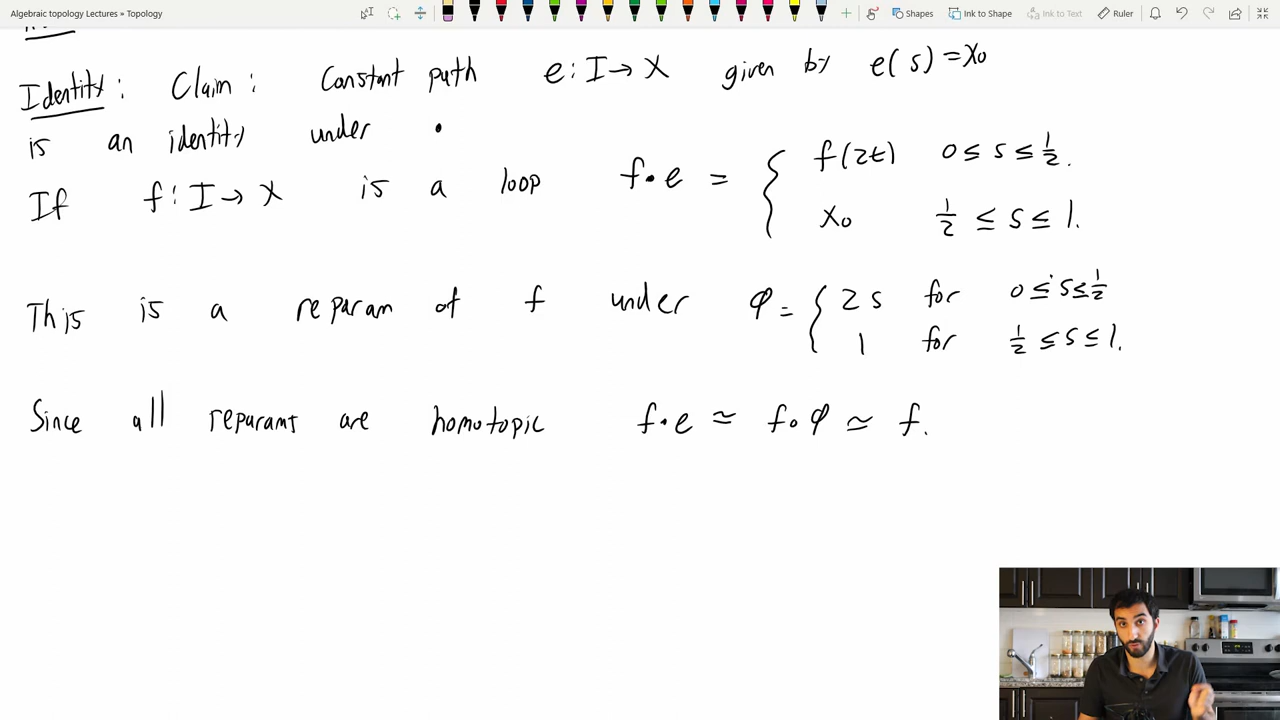 Algebraic topology Lectures » Topology
Shapes Ink to Shape Ink to Text Ruler
Identity: Claim: Constant path e: I→X given by e(s)=x₀
is an identity under •
If f: I→X is a loop f•e = { f(2t) 0≤s≤½.
x₀ ½≤s≤1.
This is a reparam of f under φ= { 2s for 0≤s≤½
1 for ½≤s≤1.
Since all reparams are homotopic f•e ≃ f∘φ ≃ f.